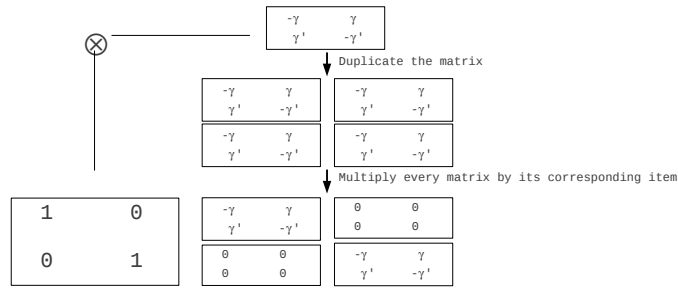 -γ γ
γ' -γ'
⊗
Duplicate the matrix
-γ γ -γ γ
γ' -γ' γ' -γ'
-γ γ -γ γ
γ' -γ' γ' -γ'
Multiply every matrix by its corresponding item
1 0
0 1
-γ γ 0 0
γ' -γ' 0 0
0 0 -γ γ
0 0 γ' -γ'